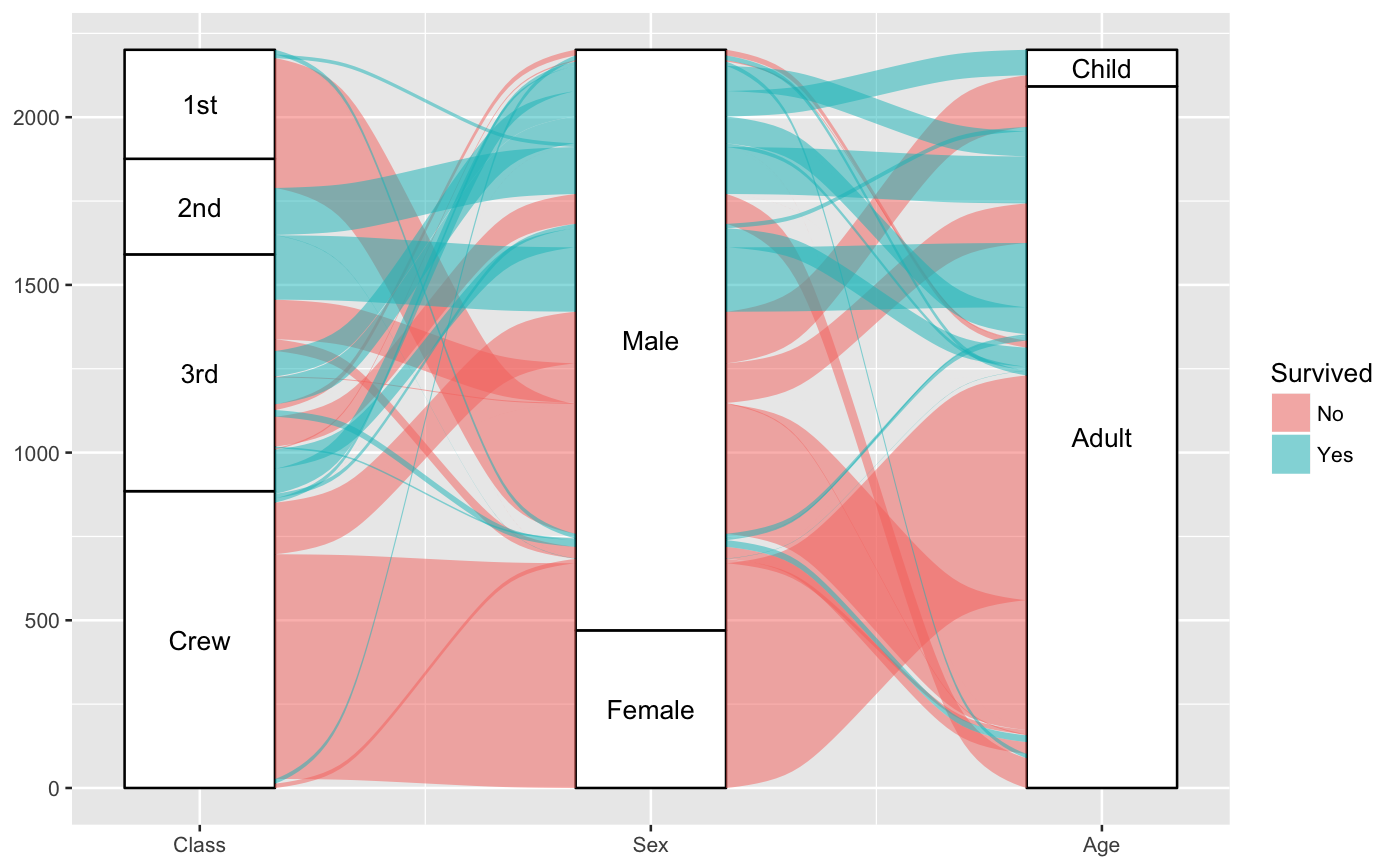 2000
1500
1000
500
0
1st
2nd
3rd
Crew
Male
Female
Child
Adult
Class
Sex
Age
Survived
No
Yes